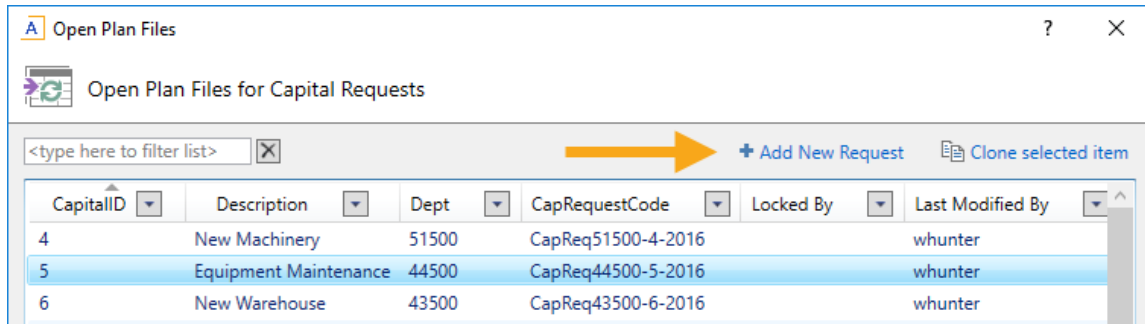 A Open Plan Files ?
Open Plan Files for Capital Requests
<type here to filter list> + Add New Request Clone selected item
CapitalID Description Dept CapRequestCode Locked By Last Modified By
4 New Machinery 51500 CapReq51500-4-2016 whunter
5 Equipment Maintenance 44500 CapReq44500-5-2016 whunter
6 New Warehouse 43500 CapReq43500-6-2016 whunter